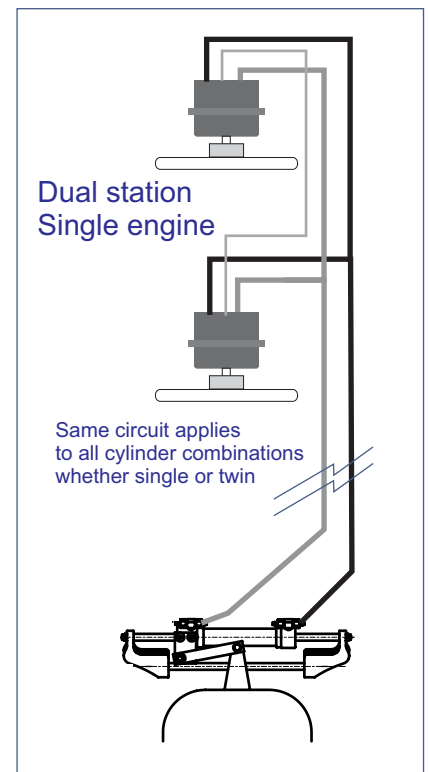 Dual station
Single engine
Same circuit applies
to all cylinder combinations
whether single or twin